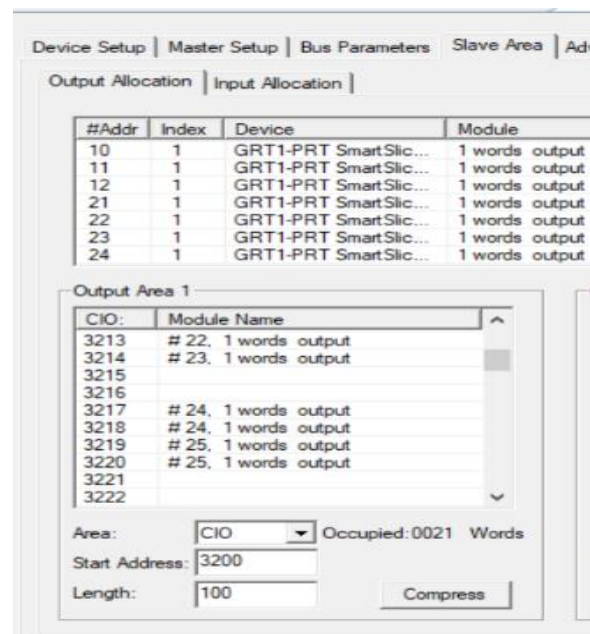 Device Setup Master Setup Bus Parameters Slave Area Ad
Output Allocation Input Allocation
#Addr Index Device Module
10 1 GRT1-PRT SmartSlic... 1 words output
11 1 GRT1-PRT SmartSlic... 1 words output
12 1 GRT1-PRT SmartSlic... 1 words output
21 1 GRT1-PRT SmartSlic... 1 words output
22 1 GRT1-PRT SmartSlic... 1 words output
23 1 GRT1-PRT SmartSlic... 1 words output
24 1 GRT1-PRT SmartSlic... 1 words output
Output Area 1
CIO: Module Name
3213 # 22, 1 words output
3214 # 23, 1 words output
3215
3216
3217 # 24, 1 words output
3218 # 24, 1 words output
3219 # 25, 1 words output
3220 # 25, 1 words output
3221
3222
Area: CIO Occupied:0021 Words
Start Address: 3200
Length: 100 Compress